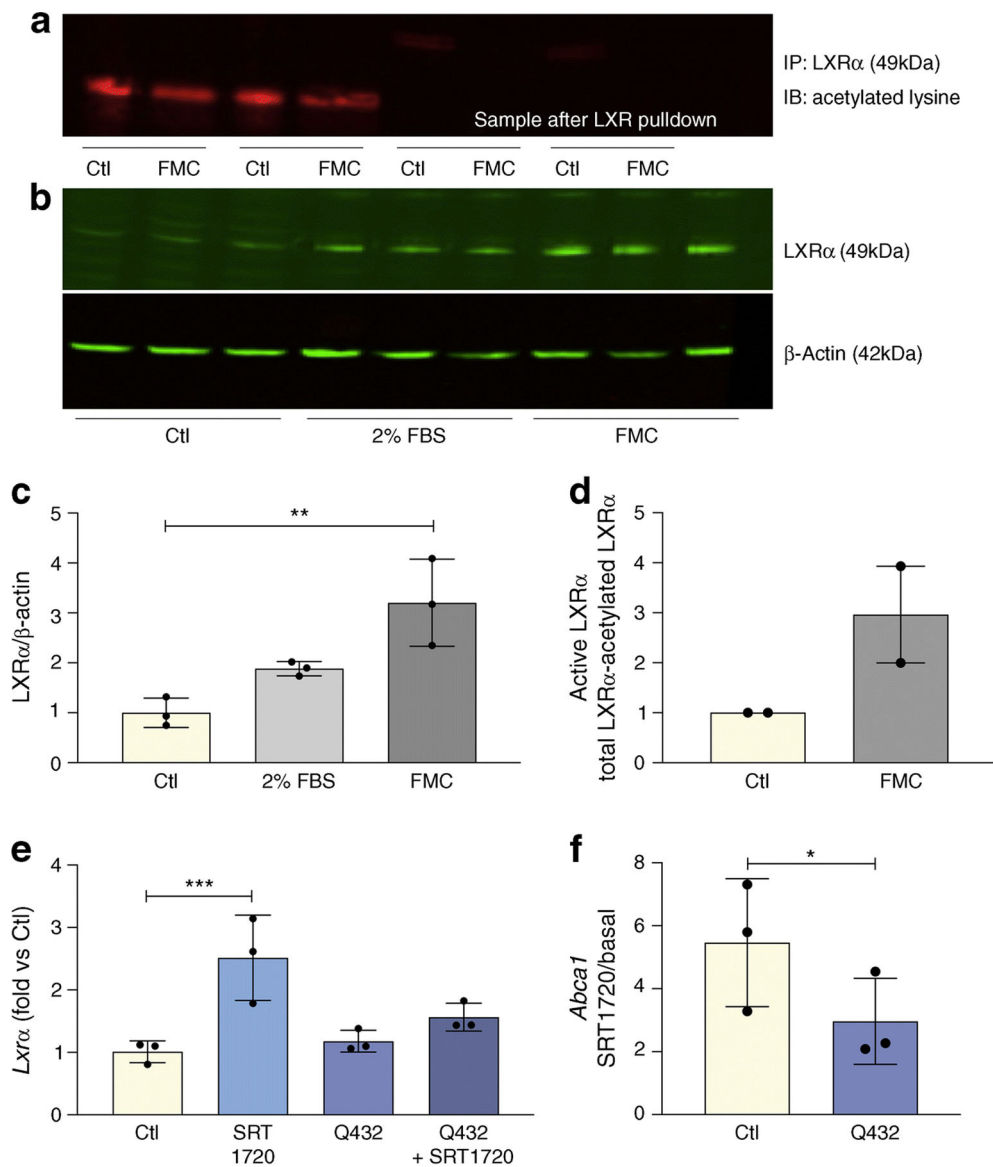 a
IP: LXRα (49kDa)
IB: acetylated lysine
Sample after LXR pulldown
Ctl FMC Ctl FMC Ctl FMC Ctl FMC
b
LXRα (49kDa)
β-Actin (42kDa)
Ctl 2% FBS FMC
c
LXRα/β-actin
5
4
3
2
1
0
**
Ctl 2% FBS FMC
d
Active LXRα
total LXRα-acetylated LXRα
5
4
3
2
1
0
Ctl FMC
e
Lxrα (fold vs Ctl)
4
3
2
1
0
***
Ctl SRT Q432 Q432
1720 + SRT1720
f
Abca1
SRT1720/basal
8
6
4
2
0
*
Ctl Q432